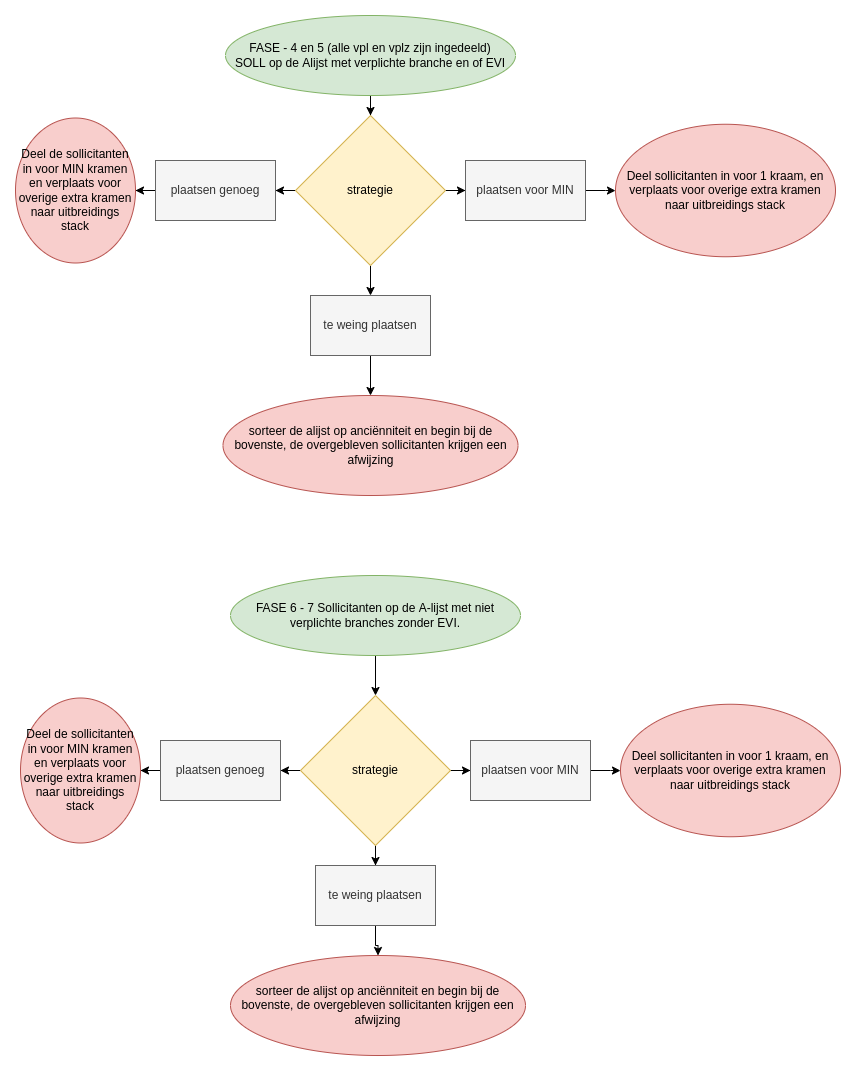 FASE - 4 en 5 (alle vpl en vplz zijn ingedeeld)
SOLL op de Alijst met verplichte branche en of EVI
Deel de sollicitanten
in voor MIN kramen
en verplaats voor
overige extra kramen
naar uitbreidings
stack
plaatsen genoeg
strategie
plaatsen voor MIN
Deel sollicitanten in voor 1 kraam, en
verplaats voor overige extra kramen
naar uitbreidings stack
te weing plaatsen
sorteer de alijst op anciënniteit en begin bij de
bovenste, de overgebleven sollicitanten krijgen een
afwijzing
FASE 6 - 7 Sollicitanten op de A-lijst met niet
verplichte branches zonder EVI.
Deel de sollicitanten
in voor MIN kramen
en verplaats voor
overige extra kramen
naar uitbreidings
stack
plaatsen genoeg
strategie
plaatsen voor MIN
Deel sollicitanten in voor 1 kraam, en
verplaats voor overige extra kramen
naar uitbreidings stack
te weing plaatsen
sorteer de alijst op anciënniteit en begin bij de
bovenste, de overgebleven sollicitanten krijgen een
afwijzing